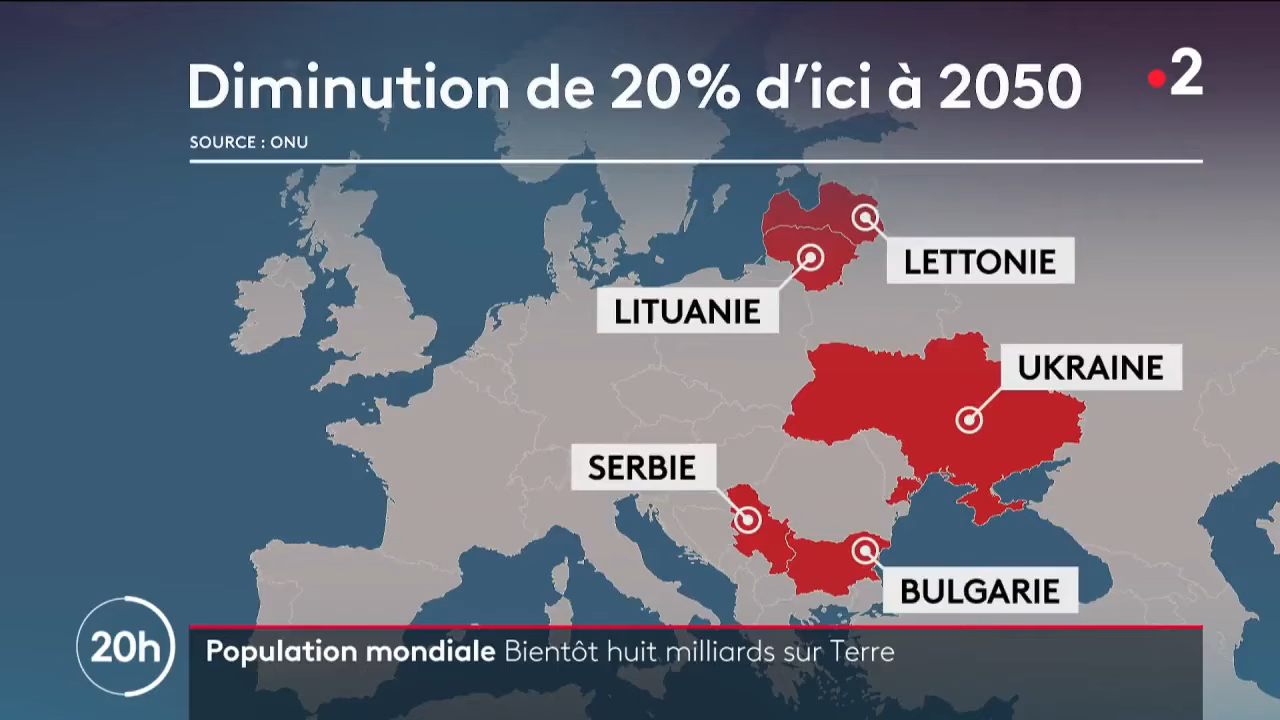 Diminution de 20% d'ici à 2050
2
SOURCE : ONU
LETTONIE
LITUANIE
UKRAINE
SERBIE
BULGARIE
20h
Population mondiale Bientôt huit milliards sur Terre